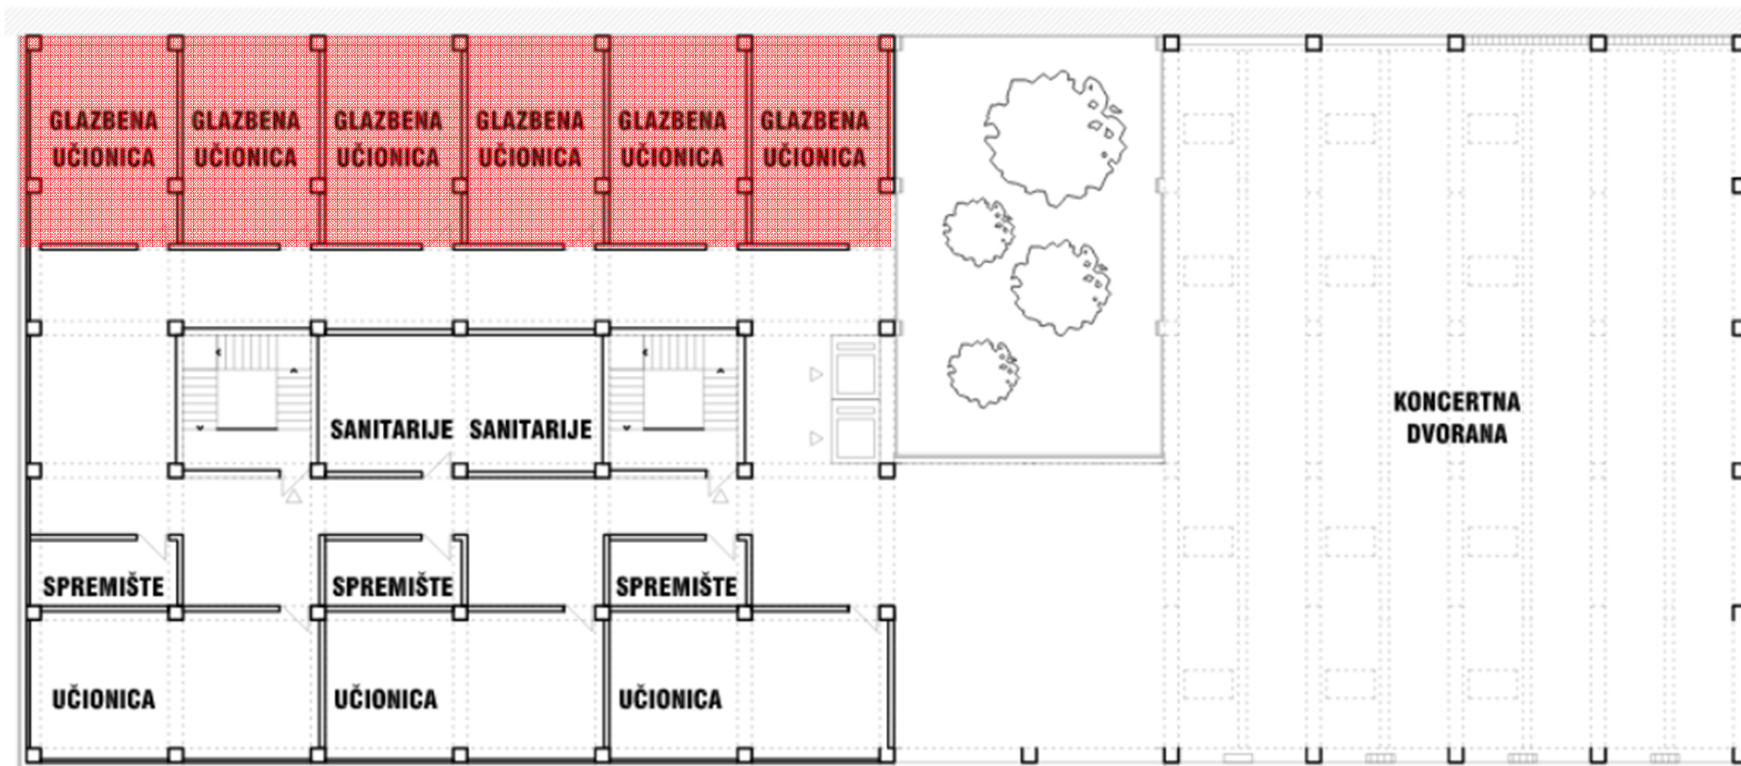 GLAZBENA
UČIONICA
GLAZBENA
UČIONICA
GLAZBENA
UČIONICA
GLAZBENA
UČIONICA
GLAZBENA
UČIONICA
GLAZBENA
UČIONICA
SANITARIJE
SANITARIJE
KONCERTNA
DVORANA
SPREMIŠTE
SPREMIŠTE
SPREMIŠTE
UČIONICA
UČIONICA
UČIONICA